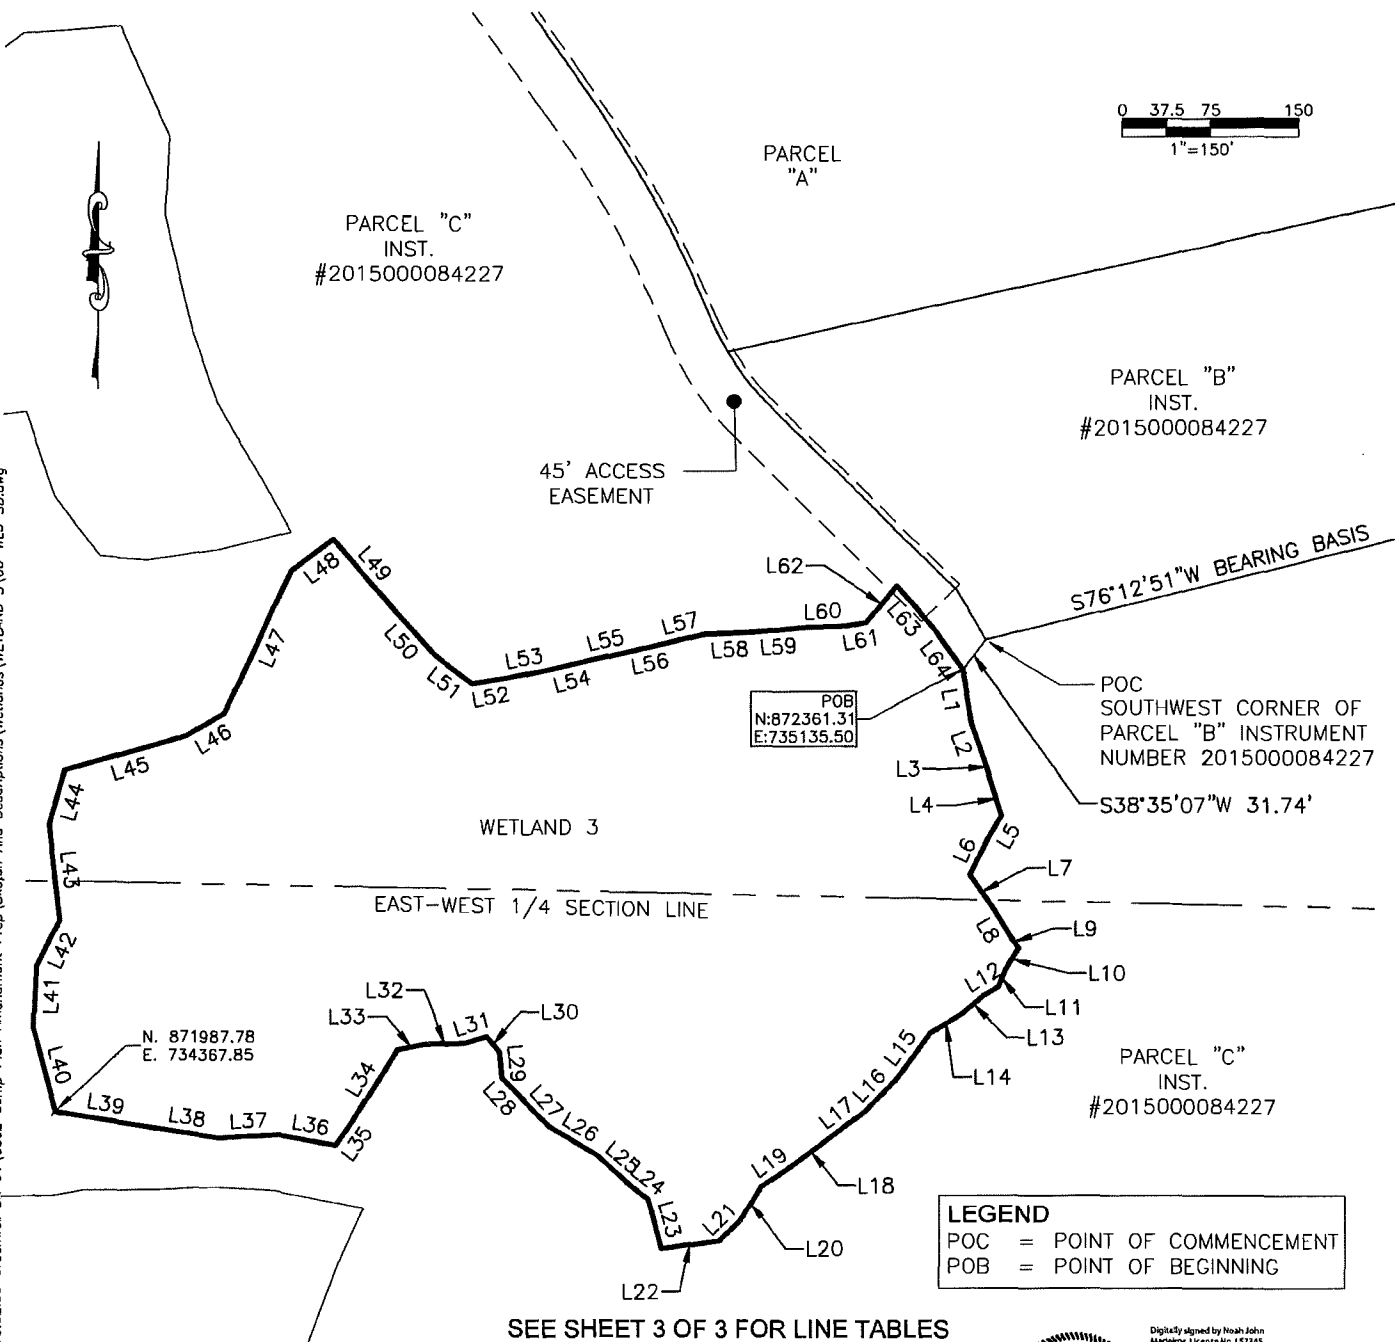 0 37.5 75 150
1"=150'
PARCEL
"A"
PARCEL "C"
INST.
#2015000084227
PARCEL "B"
INST.
#2015000084227
45' ACCESS
EASEMENT
S76°12'51"W BEARING BASIS
L62
L63
L64
L61
L60
L59
L58
L57
L56
L55
L54
L53
L52
L51
L50
L49
L48
L47
L46
L45
L44
L43
L42
L41
L40
POB
N:872361.31
E:735135.50
POC
SOUTHWEST CORNER OF
PARCEL "B" INSTRUMENT
NUMBER 2015000084227
S38°35'07"W 31.74'
L1
L2
L3
L4
L5
L6
L7
L8
L9
L10
L11
L12
L13
L14
L15
L16
L17
L18
L19
L20
L21
L22
L23
L24
L25
L26
L27
L28
L29
L30
L31
L32
L33
L34
L35
L36
L37
L38
L39
WETLAND 3
EAST-WEST 1/4 SECTION LINE
N. 871987.78
E. 734367.85
PARCEL "C"
INST.
#2015000084227
LEGEND
POC = POINT OF COMMENCEMENT
POB = POINT OF BEGINNING
SEE SHEET 3 OF 3 FOR LINE TABLES
Digitally signed by Noah John